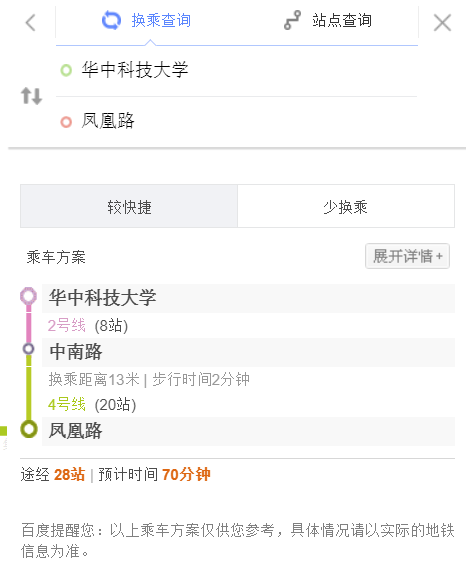 换乘查询 站点查询
华中科技大学
凤凰路
较快捷 少换乘
乘车方案 展开详情+
华中科技大学
2号线 (8站)
中南路
换乘距离13米 | 步行时间2分钟
4号线 (20站)
凤凰路
途经 28站 | 预计时间 70分钟
百度提醒您：以上乘车方案仅供您参考，具体情况请以实际的地铁
信息为准。